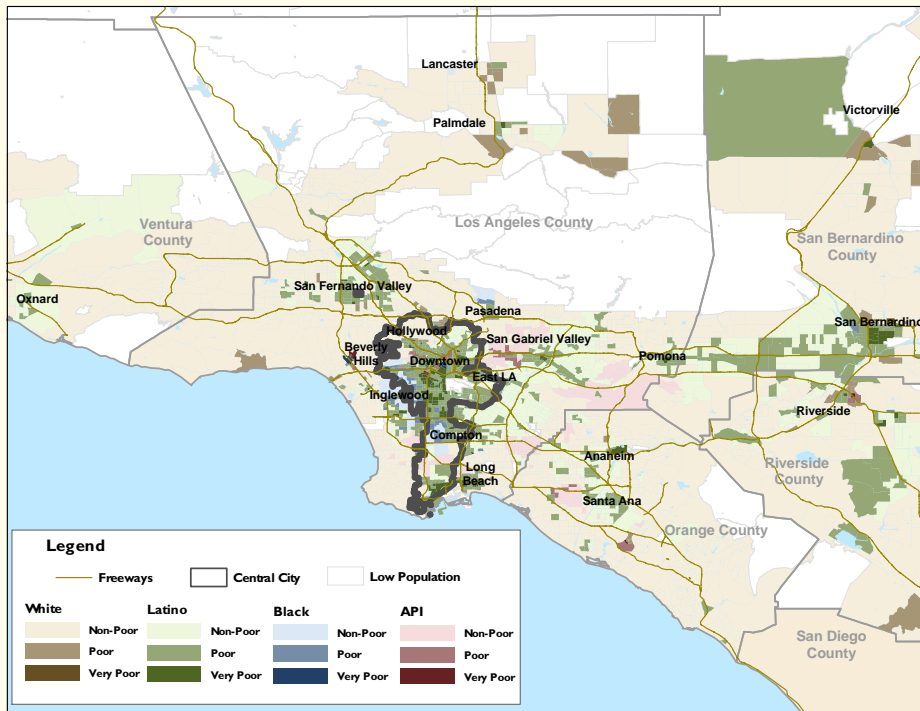 Lancaster
Victorville
Palmdale
Ventura
County
Los Angeles County
San Bernardino
County
San Fernando Valley
Oxnard
Pasadena
Hollywood
San Bernardino
San Gabriel Valley
Beverly
Hills
Downtown
Pomona
East LA
Inglewood
Riverside
Compton
Anaheim
Riverside
County
Long
Beach
Santa Ana
Orange County
San Diego
County
Legend
Freeways Central City Low Population
White Latino Black API
Non-Poor Non-Poor Non-Poor Non-Poor
Poor Poor Poor Poor
Very Poor Very Poor Very Poor Very Poor